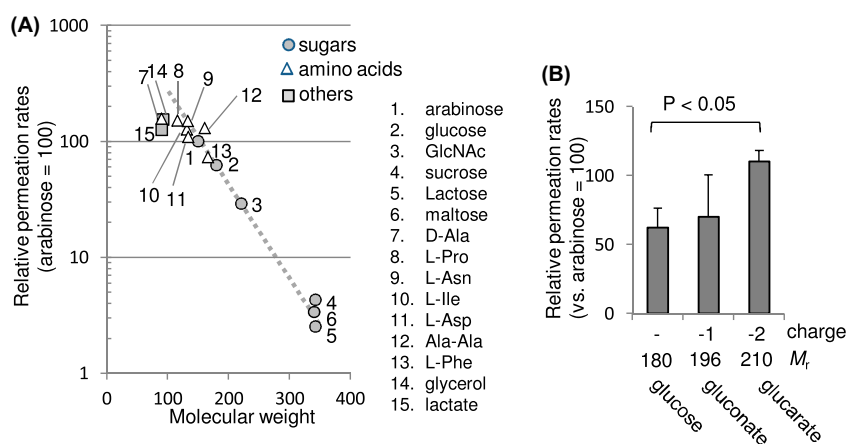 (A)
Relative permeation rates
(arabinose = 100)
1000
100
10
1
0
100
200
300
400
Molecular weight
sugars
amino acids
others
7
14
8
9
12
15
1
13
2
10
11
3
4
6
5
1. arabinose
2. glucose
3. GlcNAc
4. sucrose
5. Lactose
6. maltose
7. D-Ala
8. L-Pro
9. L-Asn
10. L-Ile
11. L-Asp
12. Ala-Ala
13. L-Phe
14. glycerol
15. lactate
(B)
Relative permeation rates
(vs. arabinose = 100)
150
100
50
0
P < 0.05
- -1 -2 charge
180 196 210 Mr
glucose
gluconate
glucarate